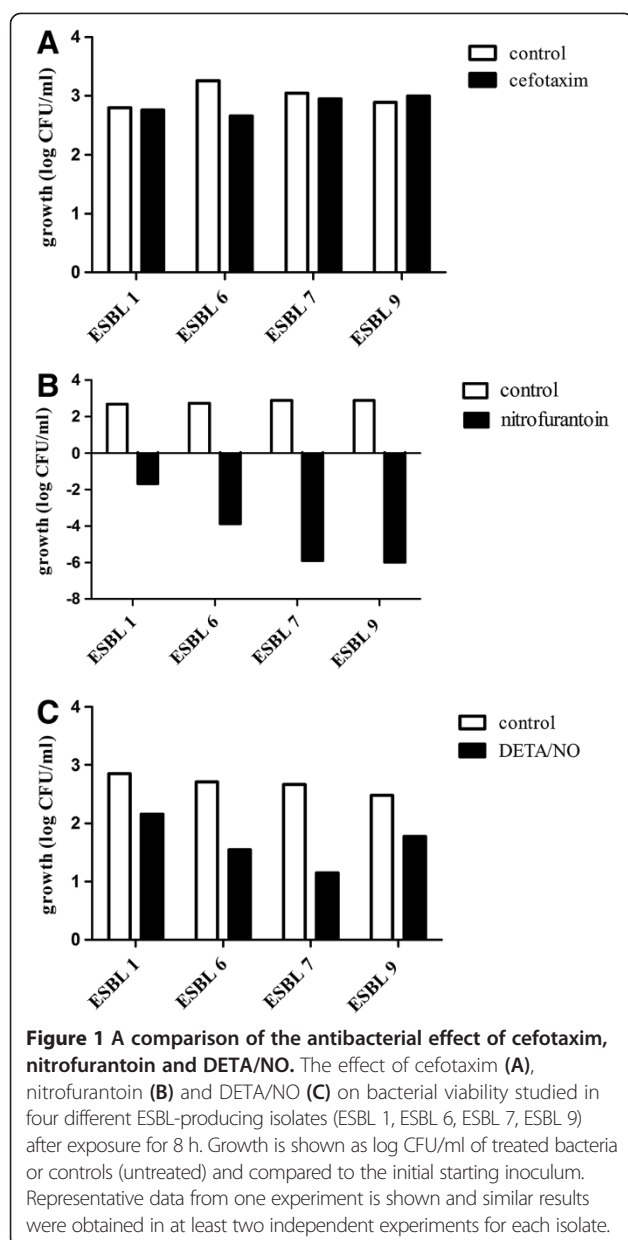 A
4
3
2
1
0
growth (log CFU/ml)
control
cefotaxim
ESBL 1
ESBL 6
ESBL 7
ESBL 9
B
4
2
0
-2
-4
-6
-8
growth (log CFU/ml)
control
nitrofurantoin
ESBL 1
ESBL 6
ESBL 7
ESBL 9
C
4
3
2
1
0
growth (log CFU/ml)
control
DETA/NO
ESBL 1
ESBL 6
ESBL 7
ESBL 9
Figure 1 A comparison of the antibacterial effect of cefotaxim,
nitrofurantoin and DETA/NO. The effect of cefotaxim (A),
nitrofurantoin (B) and DETA/NO (C) on bacterial viability studied in
four different ESBL-producing isolates (ESBL 1, ESBL 6, ESBL 7, ESBL 9)
after exposure for 8 h. Growth is shown as log CFU/ml of treated bacteria
or controls (untreated) and compared to the initial starting inoculum.
Representative data from one experiment is shown and similar results
were obtained in at least two independent experiments for each isolate.